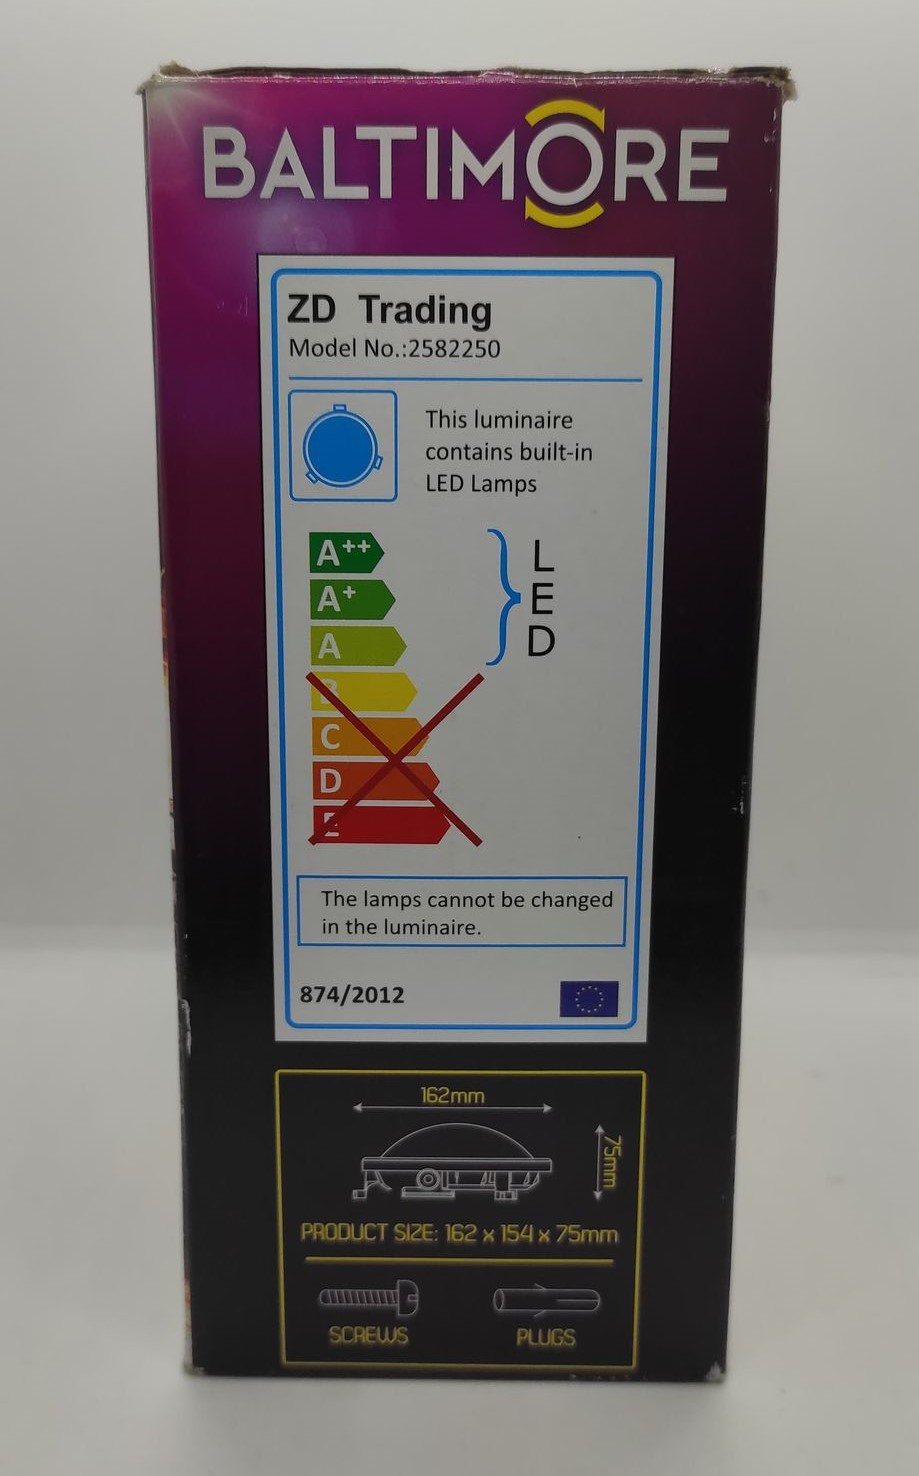 BALTIMORE
ZD Trading
Model No.:2582250
This luminaire
contains built-in
LED Lamps
A++
A+
A
B
C
D
E
L
E
D
The lamps cannot be changed
in the luminaire.
874/2012
162mm
75mm
PRODUCT SIZE: 162 x 154 x 75mm
SCREWS
PLUGS